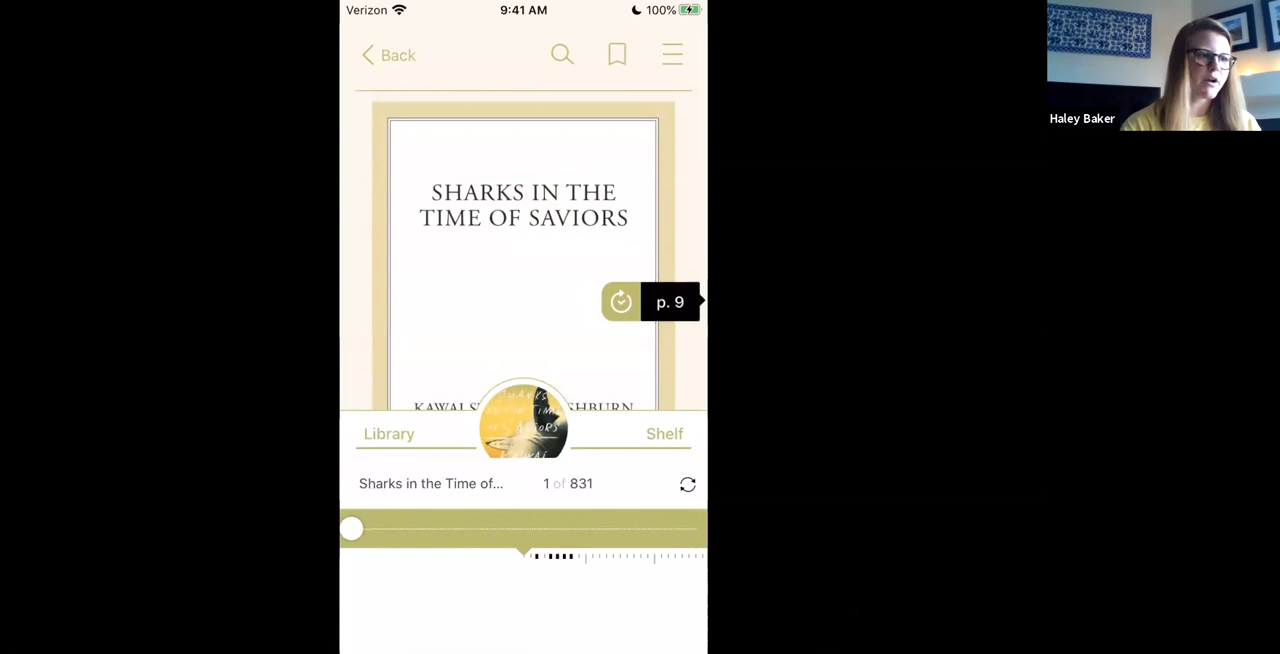 Verizon 9:41 AM 100%
Back
Haley Baker
SHARKS IN THE
TIME OF SAVIORS
p. 9
Library
Shelf
Sharks in the Time of... 1 of 831